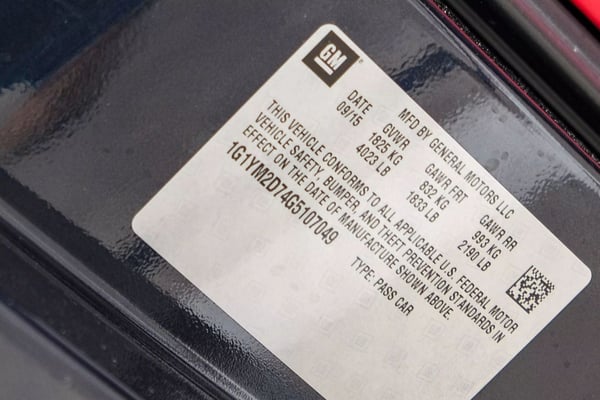 GM
MFD BY GENERAL MOTORS LLC
DATE GVWR GAWR FRT GAWR RR
09/15 1825 KG 832 KG 993 KG
4023 LB 1833 LB 2190 LB
THIS VEHICLE CONFORMS TO ALL APPLICABLE U.S. FEDERAL MOTOR
VEHICLE SAFETY, BUMPER, AND THEFT PREVENTION STANDARDS IN
EFFECT ON THE DATE OF MANUFACTURE SHOWN ABOVE.
1G1YM2D74G5107049
TYPE: PASS CAR